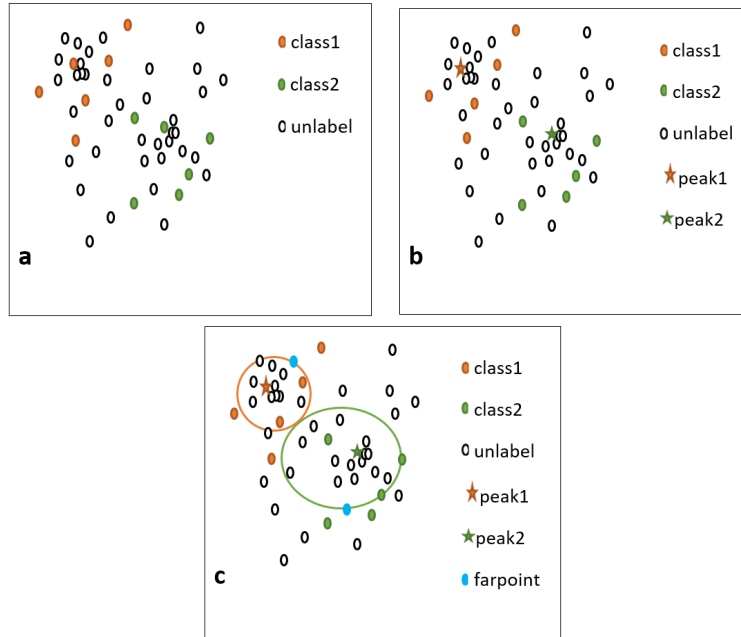 class1
class2
unlabel
a
class1
class2
unlabel
peak1
peak2
b
class1
class2
unlabel
peak1
peak2
farpoint
c